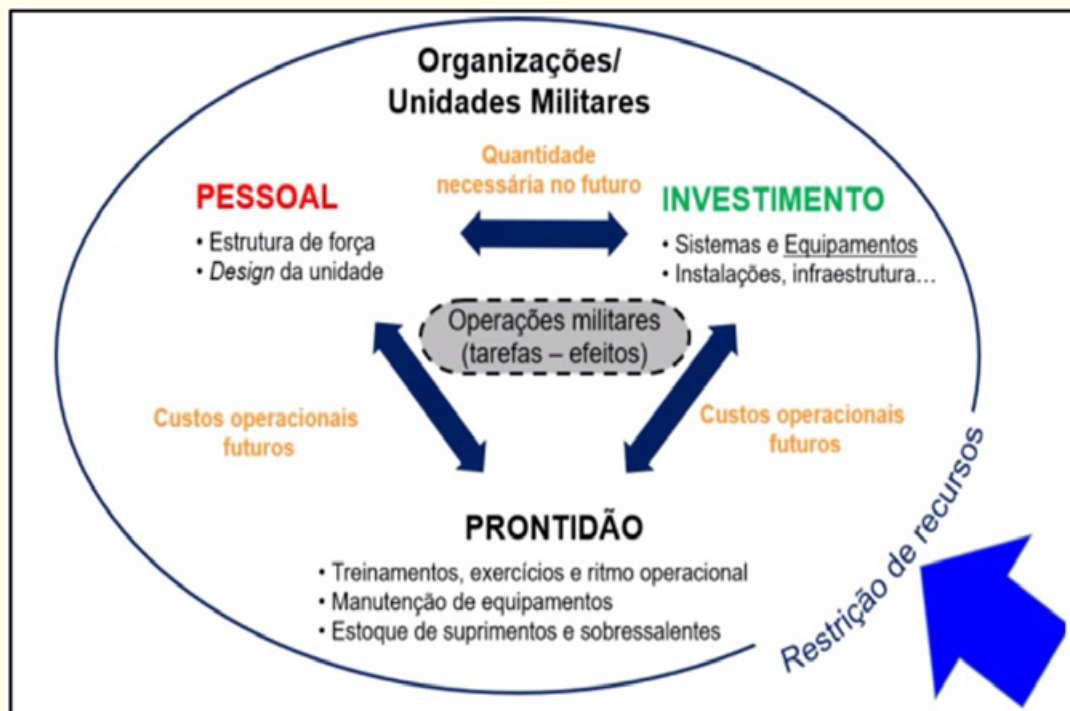 Organizações/
Unidades Militares
Quantidade
necessária no futuro
PESSOAL
• Estrutura de força
• Design da unidade
INVESTIMENTO
• Sistemas e Equipamentos
• Instalações, infraestrutura...
Operações militares
(tarefas – efeitos)
Custos operacionais
futuros
Custos operacionais
futuros
PRONTIDÃO
• Treinamentos, exercícios e ritmo operacional
• Manutenção de equipamentos
• Estoque de suprimentos e sobressalentes
Restrição de recursos